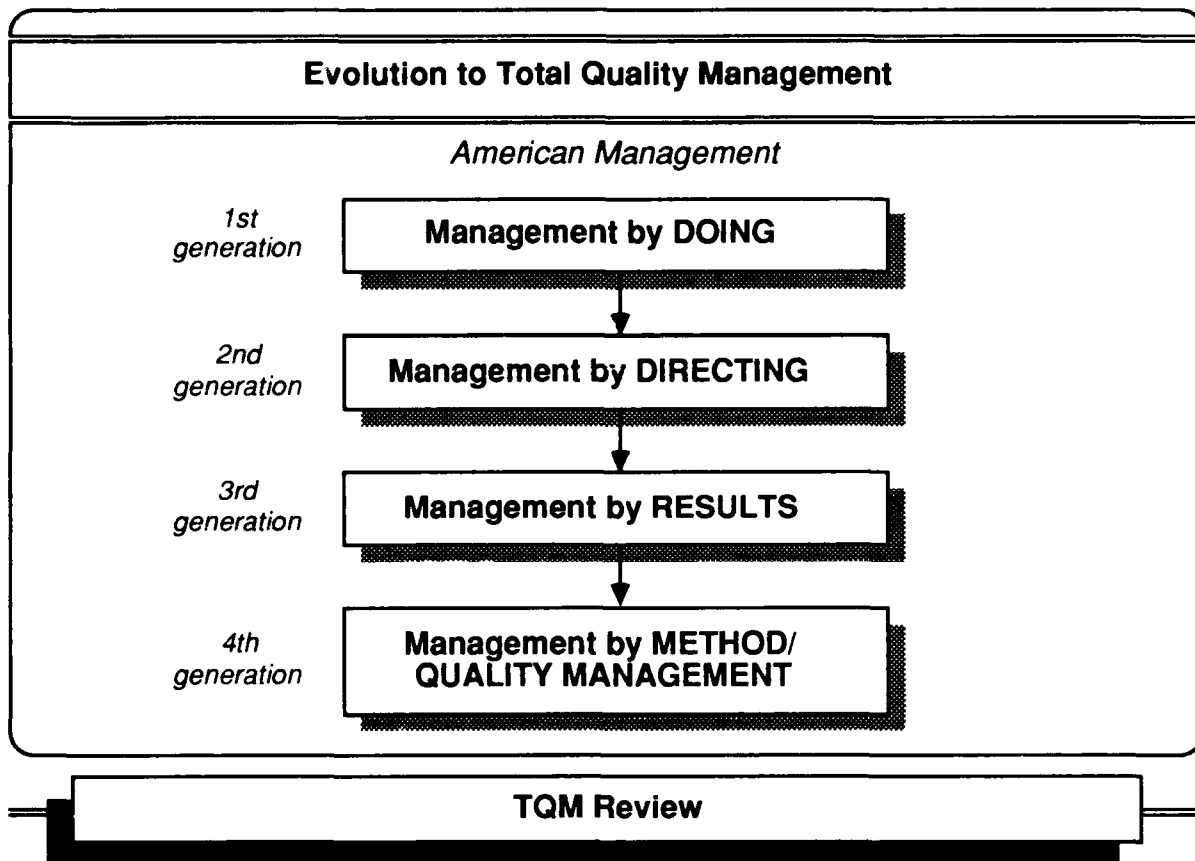 Evolution to Total Quality Management
American Management
1st
generation
Management by DOING
2nd
generation
Management by DIRECTING
3rd
generation
Management by RESULTS
4th
generation
Management by METHOD/
QUALITY MANAGEMENT
TQM Review